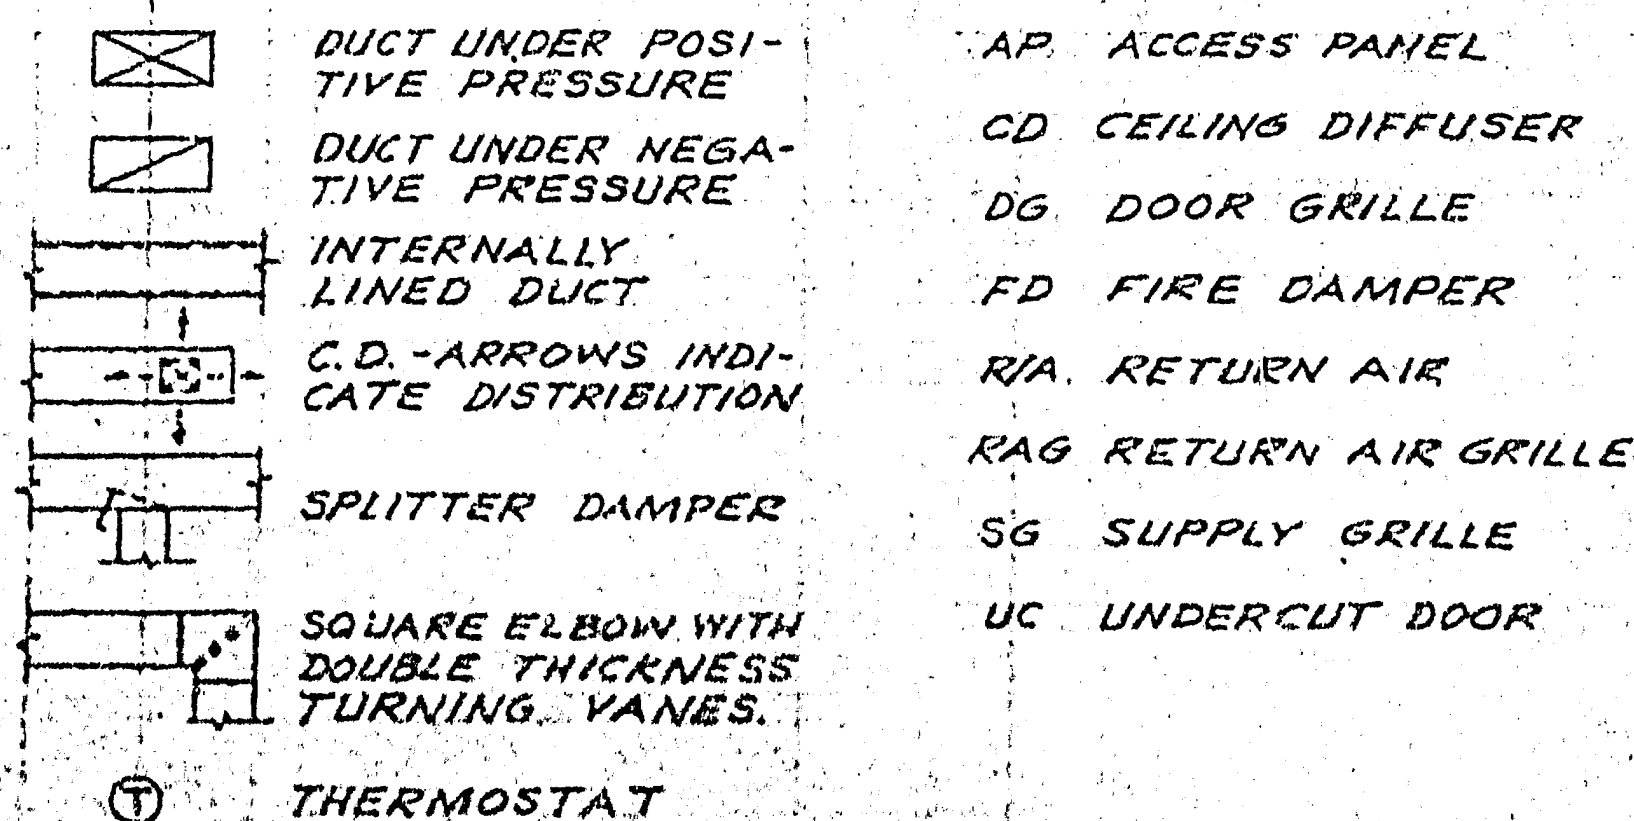 DUCT UNDER POSI-
TIVE PRESSURE
DUCT UNDER NEGA-
TIVE PRESSURE
INTERNALLY
LINED DUCT
C.D.-ARROWS INDI-
CATE DISTRIBUTION
SPLITTER DAMPER
SQUARE ELBOW WITH
DOUBLE THICKNESS
TURNING VANES.
T THERMOSTAT
AP ACCESS PANEL
CD CEILING DIFFUSER
DG DOOR GRILLE
FD FIRE DAMPER
R/A RETURN AIR
RAG RETURN AIR GRILLE
SG SUPPLY GRILLE
UC UNDERCUT DOOR